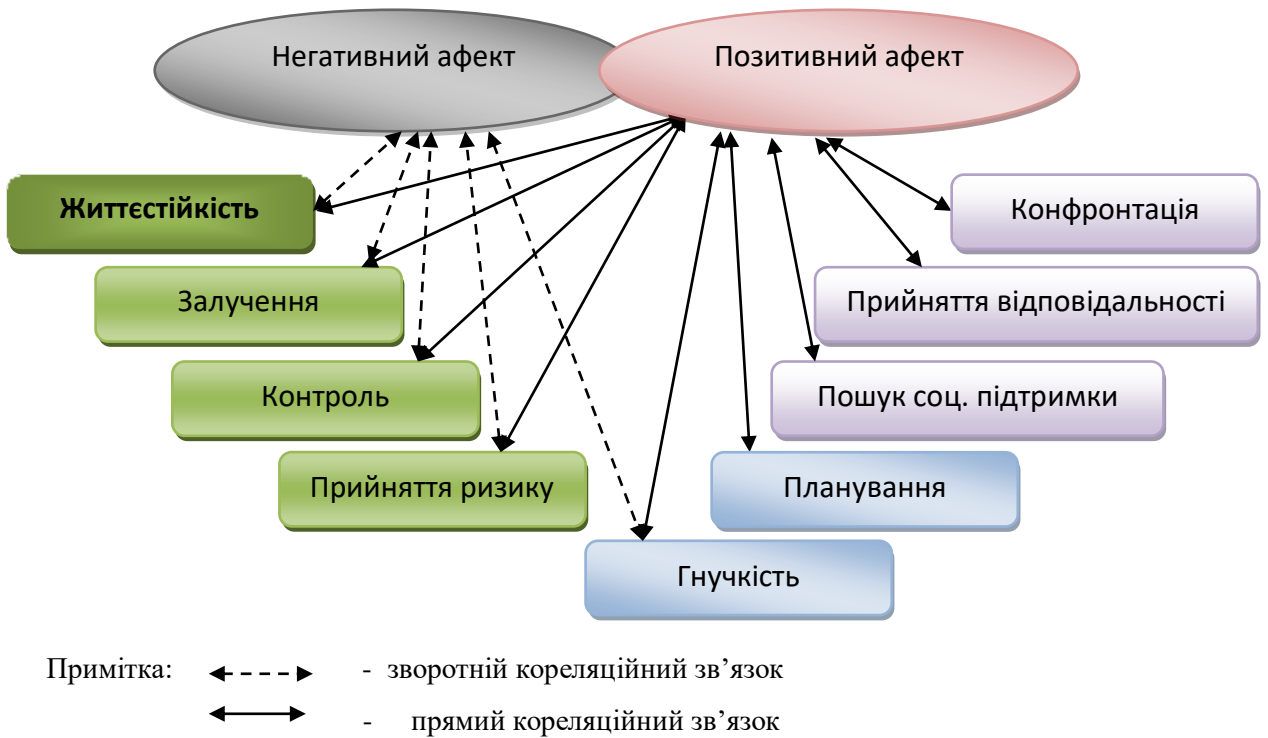 Негативний афект
Позитивний афект
Життєстійкість
Конфронтація
Залучення
Прийняття відповідальності
Контроль
Пошук соц. підтримки
Прийняття ризику
Планування
Гнучкість
Примітка: - зворотній кореляційний зв’язок
- прямий кореляційний зв’язок